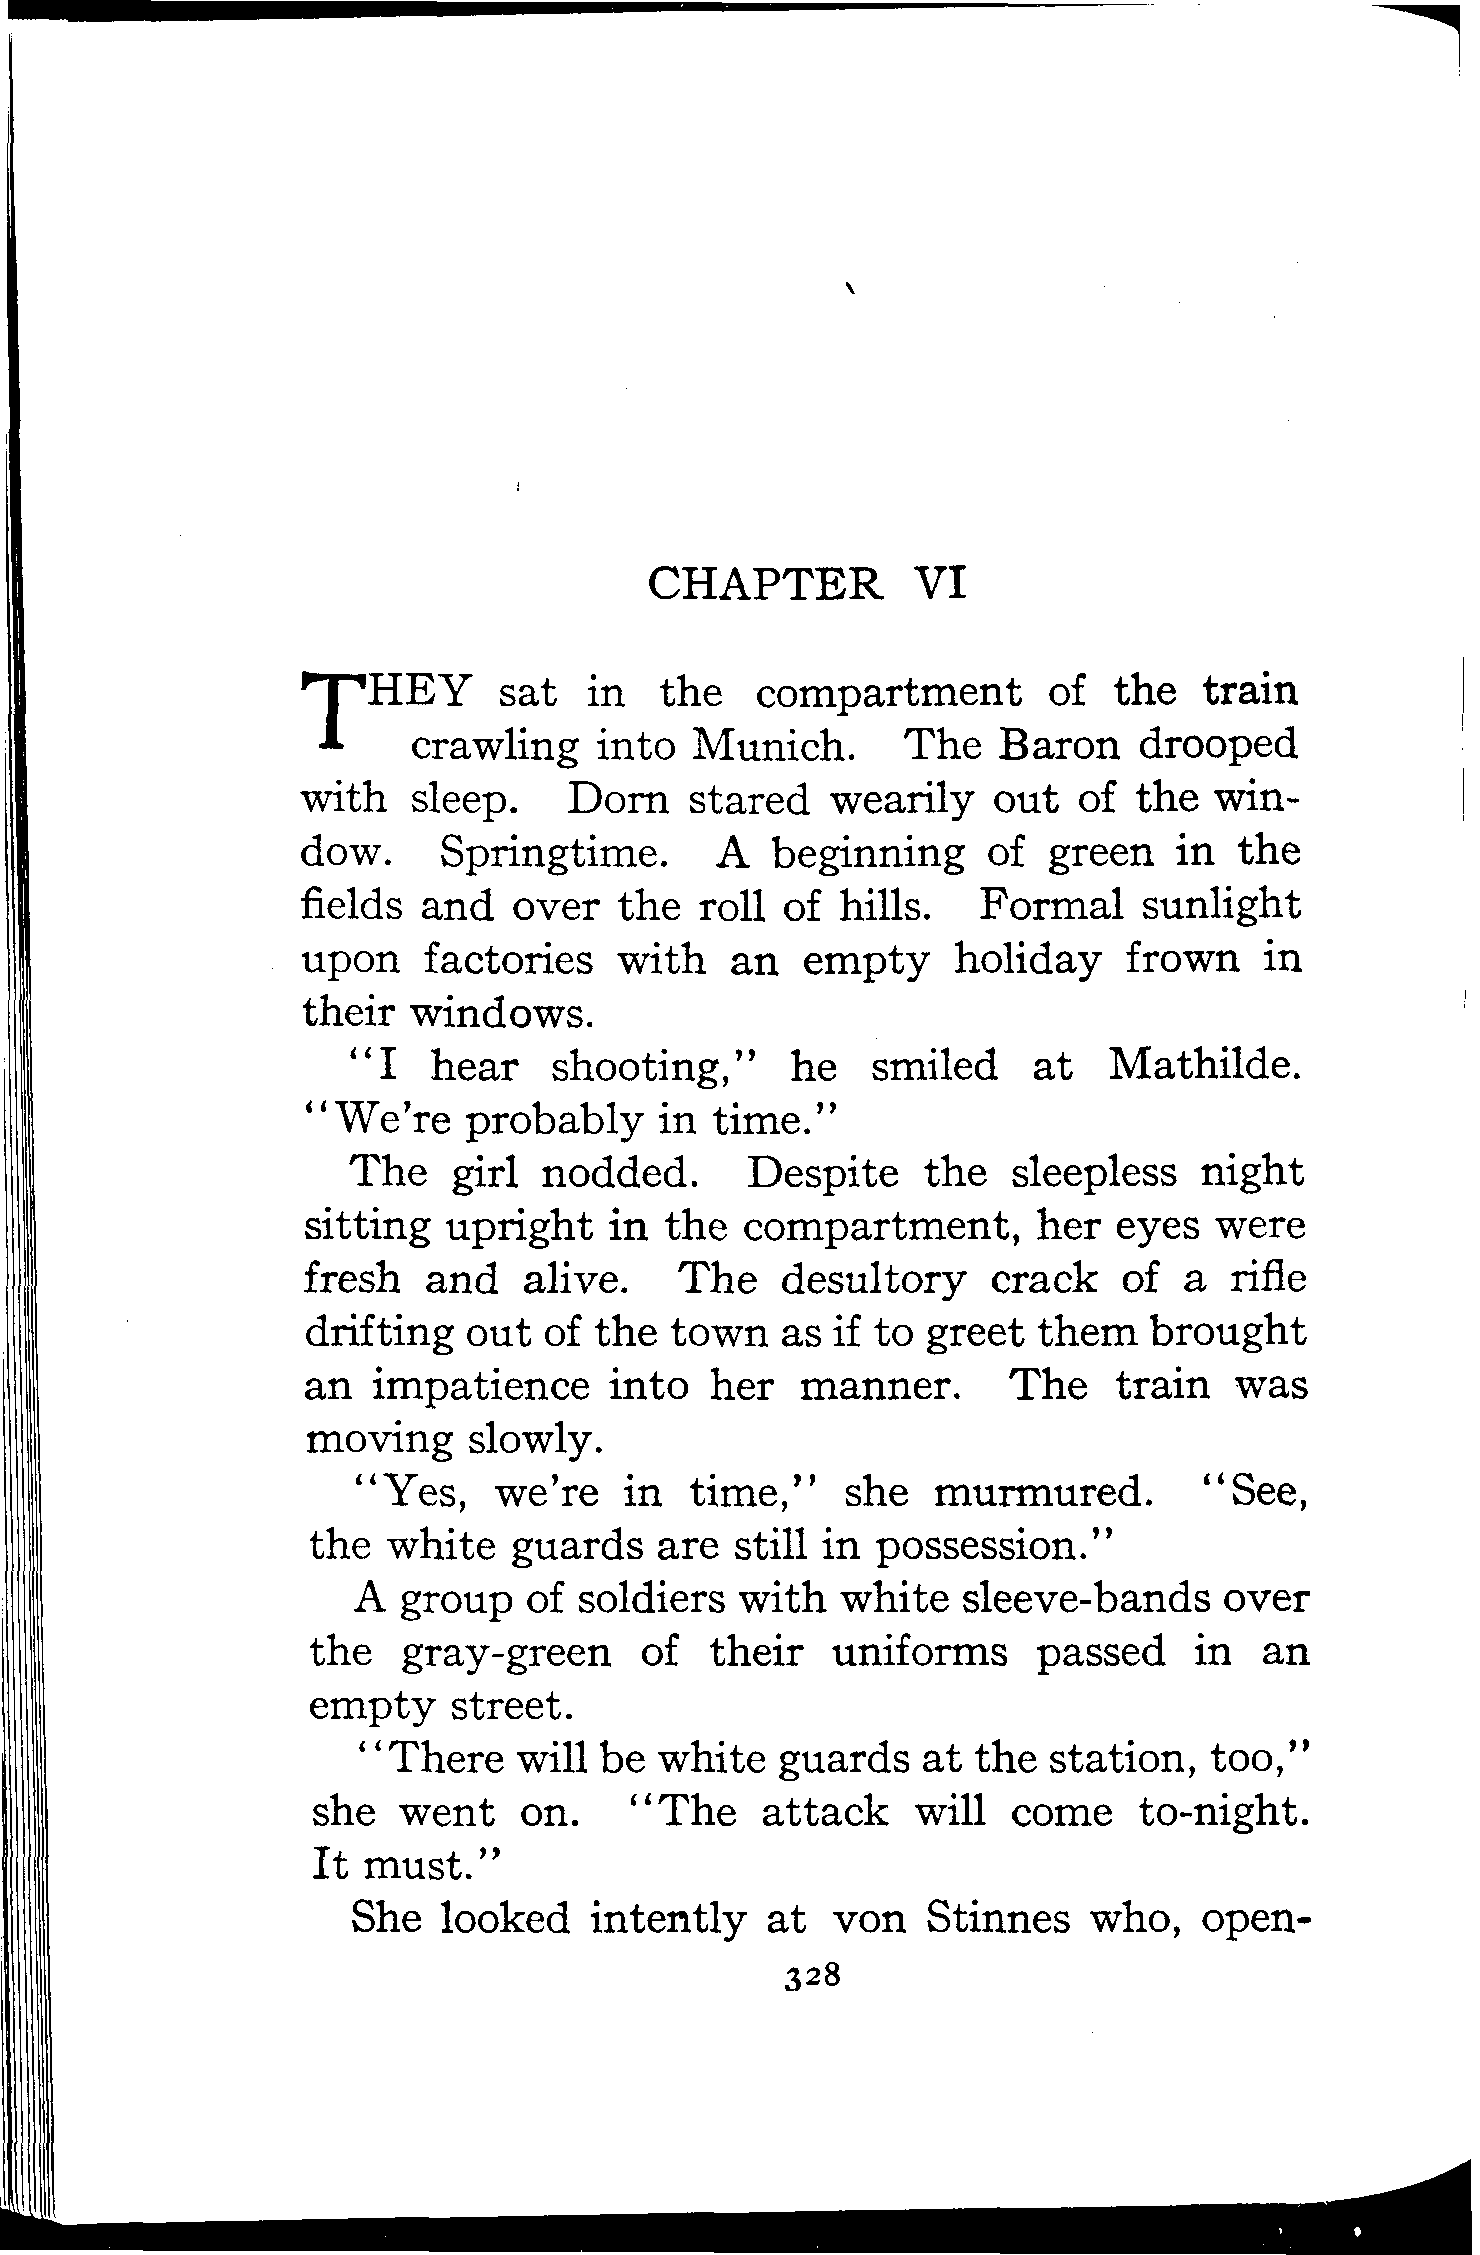 CHAPTER VI
THEY sat in the compartment of the train
crawling into Munich. The Baron drooped
with sleep. Dorn stared wearily out of the win-
dow. Springtime. A beginning of green in the
fields and over the roll of hills. Formal sunlight
upon factories with an empty holiday frown in
their windows.
"I hear shooting," he smiled at Mathilde.
"We're probably in time."
The girl nodded. Despite the sleepless night
sitting upright in the compartment, her eyes were
fresh and alive. The desultory crack of a rifle
drifting out of the town as if to greet them brought
an impatience into her manner. The train was
moving slowly.
"Yes, we're in time," she murmured. "See,
the white guards are still in possession."
A group of soldiers with white sleeve-bands over
the gray-green of their uniforms passed in an
empty street.
"There will be white guards at the station, too,"
she went on. "The attack will come to-night.
It must."
She looked intently at von Stinnes who, open-
328